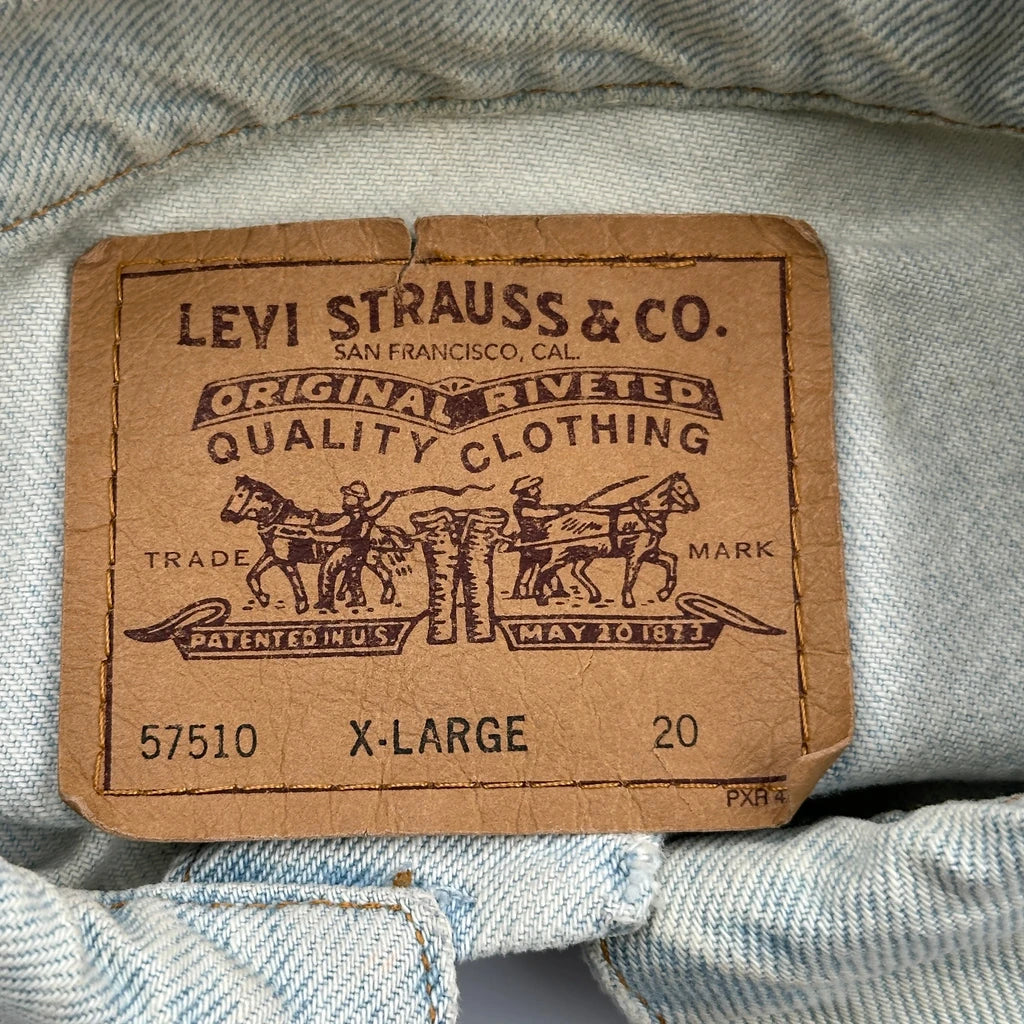 LEVI STRAUSS & CO.
SAN FRANCISCO, CAL.
ORIGINAL RIVETED
QUALITY CLOTHING
TRADE MARK
PATENTED IN U.S. MAY 20 1873
57510 X-LARGE 20
PXR 4